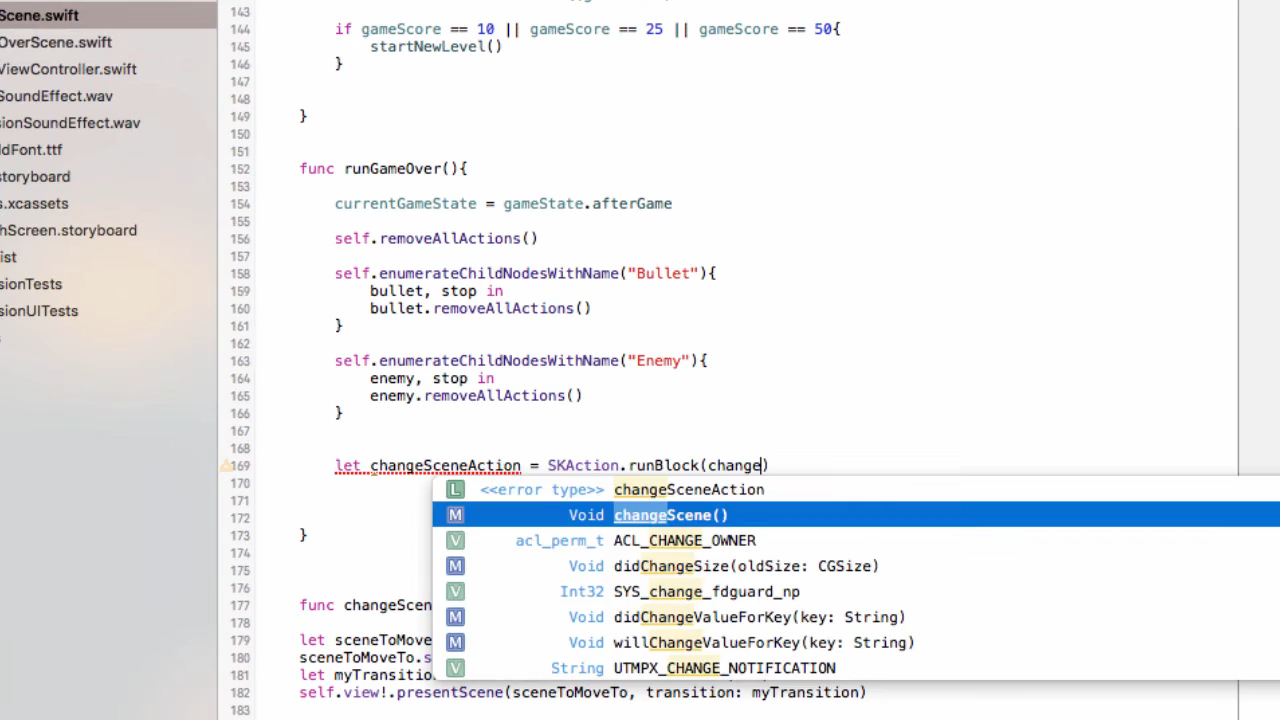 Scene.swift
OverScene.swift
ViewController.swift
SoundEffect.wav
sionSoundEffect.wav
ldFont.ttf
storyboard
s.xcassets
hScreen.storyboard
ist
sionTests
sionUITests
143
144 if gameScore == 10 || gameScore == 25 || gameScore == 50{
145 startNewLevel()
146 }
147
148
149 }
150
151
152 func runGameOver(){
153
154 currentGameState = gameState.afterGame
155
156 self.removeAllActions()
157
158 self.enumerateChildNodesWithName("Bullet"){
159 bullet, stop in
160 bullet.removeAllActions()
161 }
162
163 self.enumerateChildNodesWithName("Enemy"){
164 enemy, stop in
165 enemy.removeAllActions()
166 }
167
168
169 let changeSceneAction = SKAction.runBlock(change)
170
L <<error type>> changeSceneAction
171
M Void changeScene()
172
V acl_perm_t ACL_CHANGE_OWNER
173 }
174
M Void didChangeSize(oldSize: CGSize)
175
V Int32 SYS_change_fdguard_np
176
177 func changeScen
M Void didChangeValueForKey(key: String)
178
179 let sceneToMove
M Void willChangeValueForKey(key: String)
180 sceneToMoveTo.s
V String UTMPX_CHANGE_NOTIFICATION
181 let myTransitio
182 self.view!.presentScene(sceneToMoveTo, transition: myTransition)
183